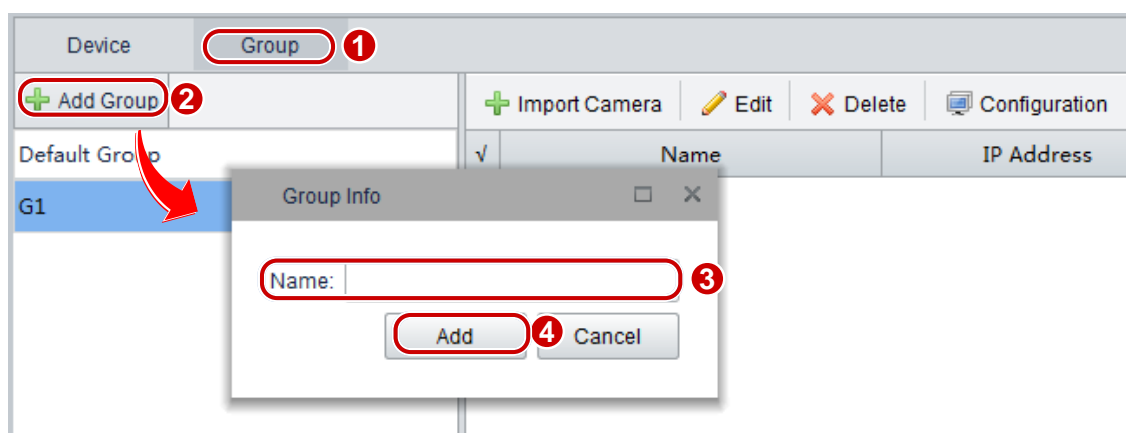 Device Group 1
Add Group 2 Import Camera Edit Delete Configuration
Default Group √ Name IP Address
G1 Group Info
Name: 3
Add 4 Cancel